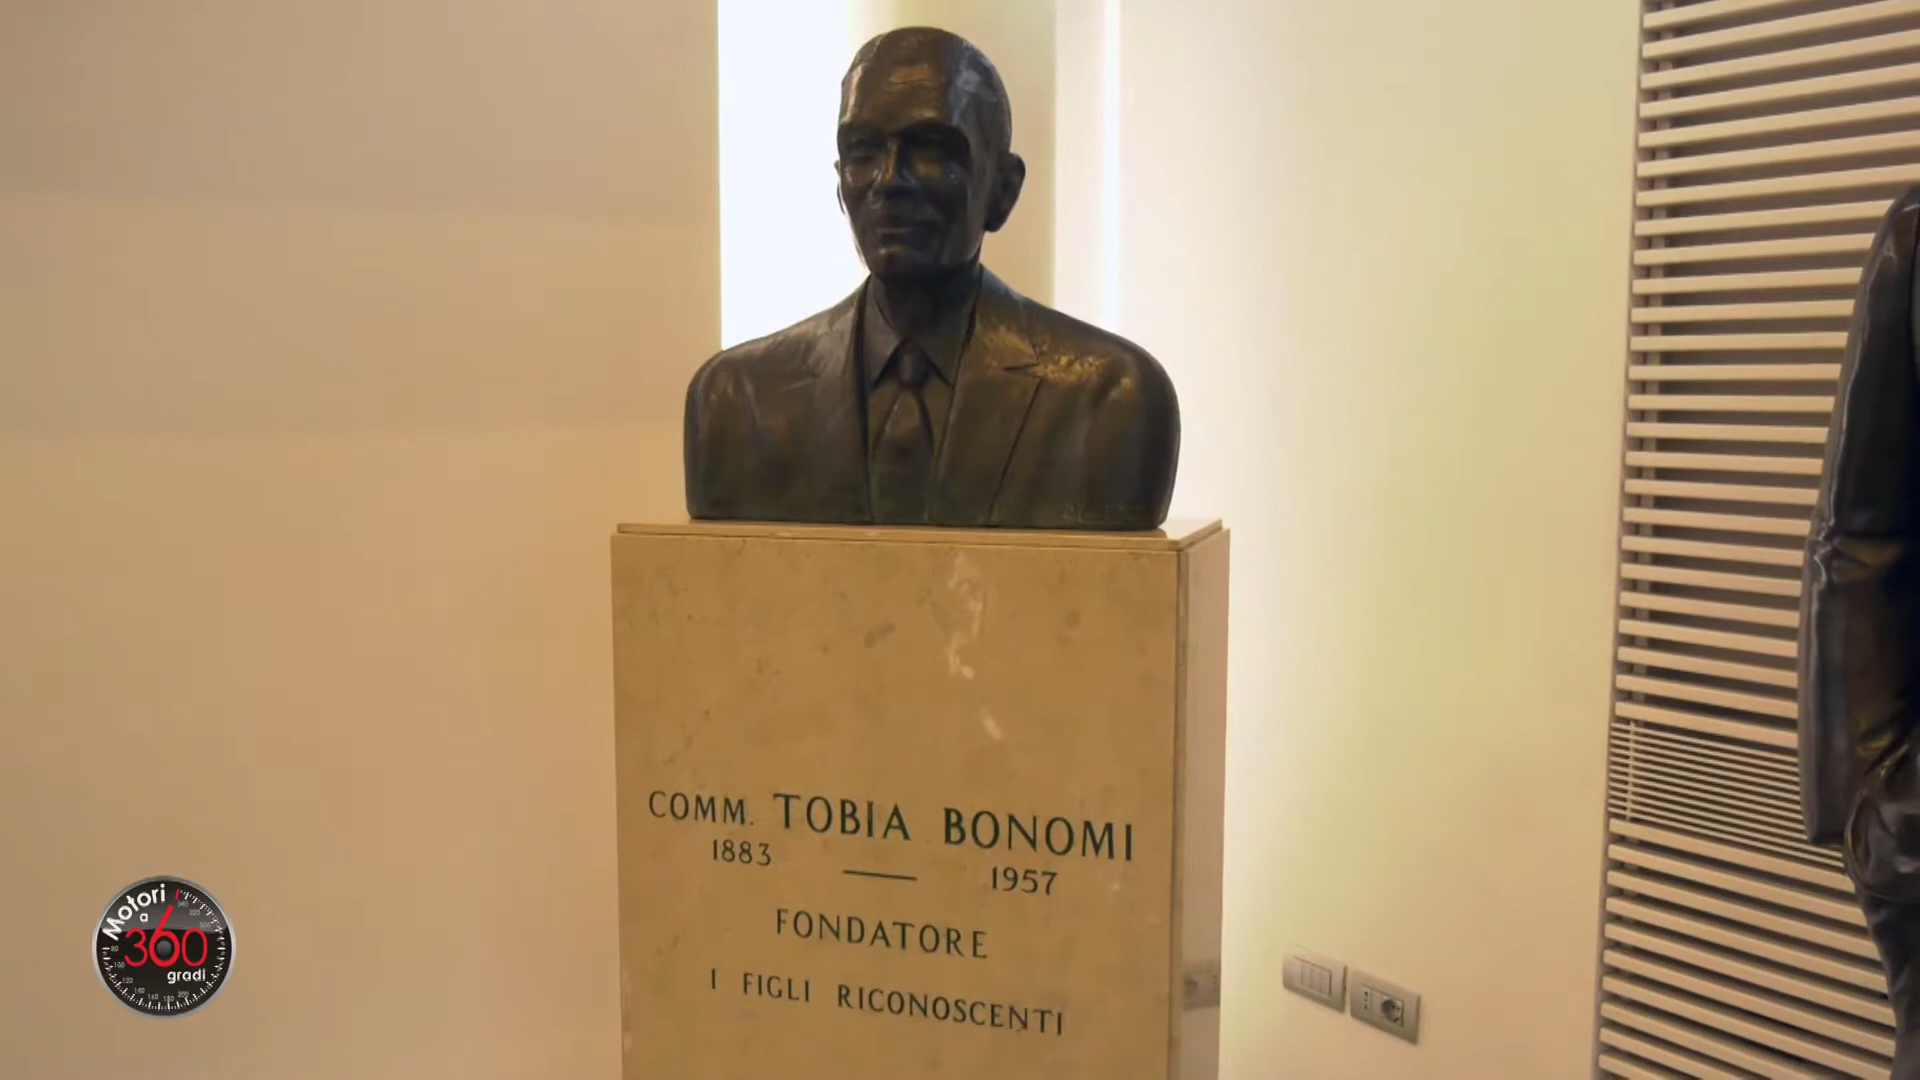 COMM. TOBIA BONOMI
1883 — 1957
FONDATORE
I FIGLI RICONOSCENTI
Motori
a
360
gradi